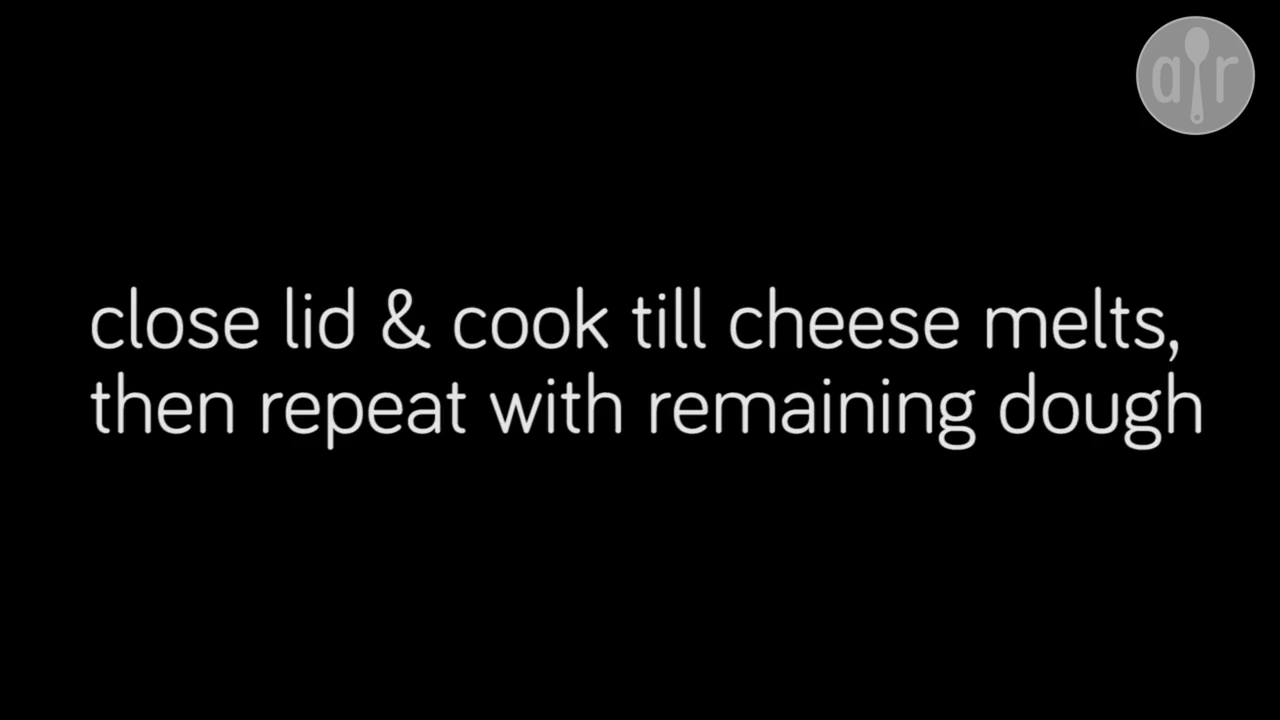 a r
close lid & cook till cheese melts,
then repeat with remaining dough